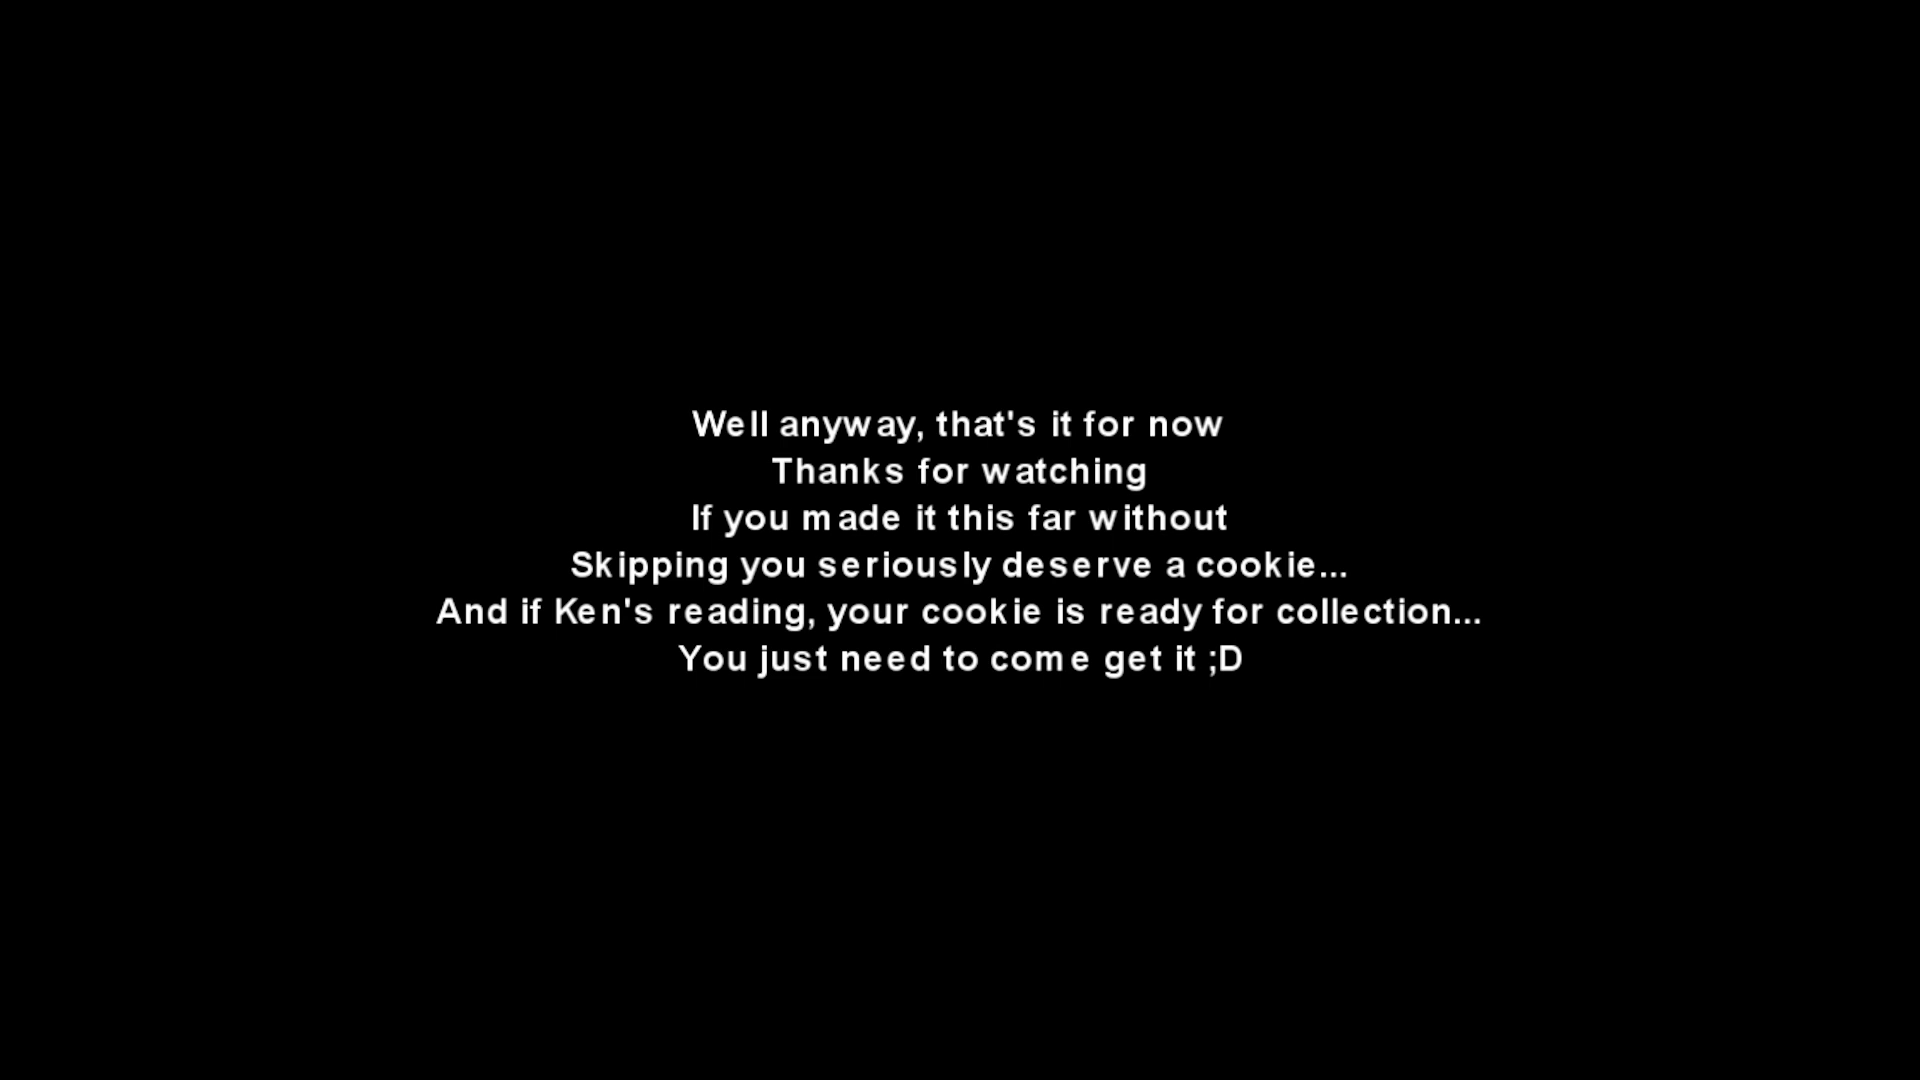 Well anyway, that's it for now
Thanks for watching
If you made it this far without
Skipping you seriously deserve a cookie...
And if Ken's reading, your cookie is ready for collection...
You just need to come get it ;D